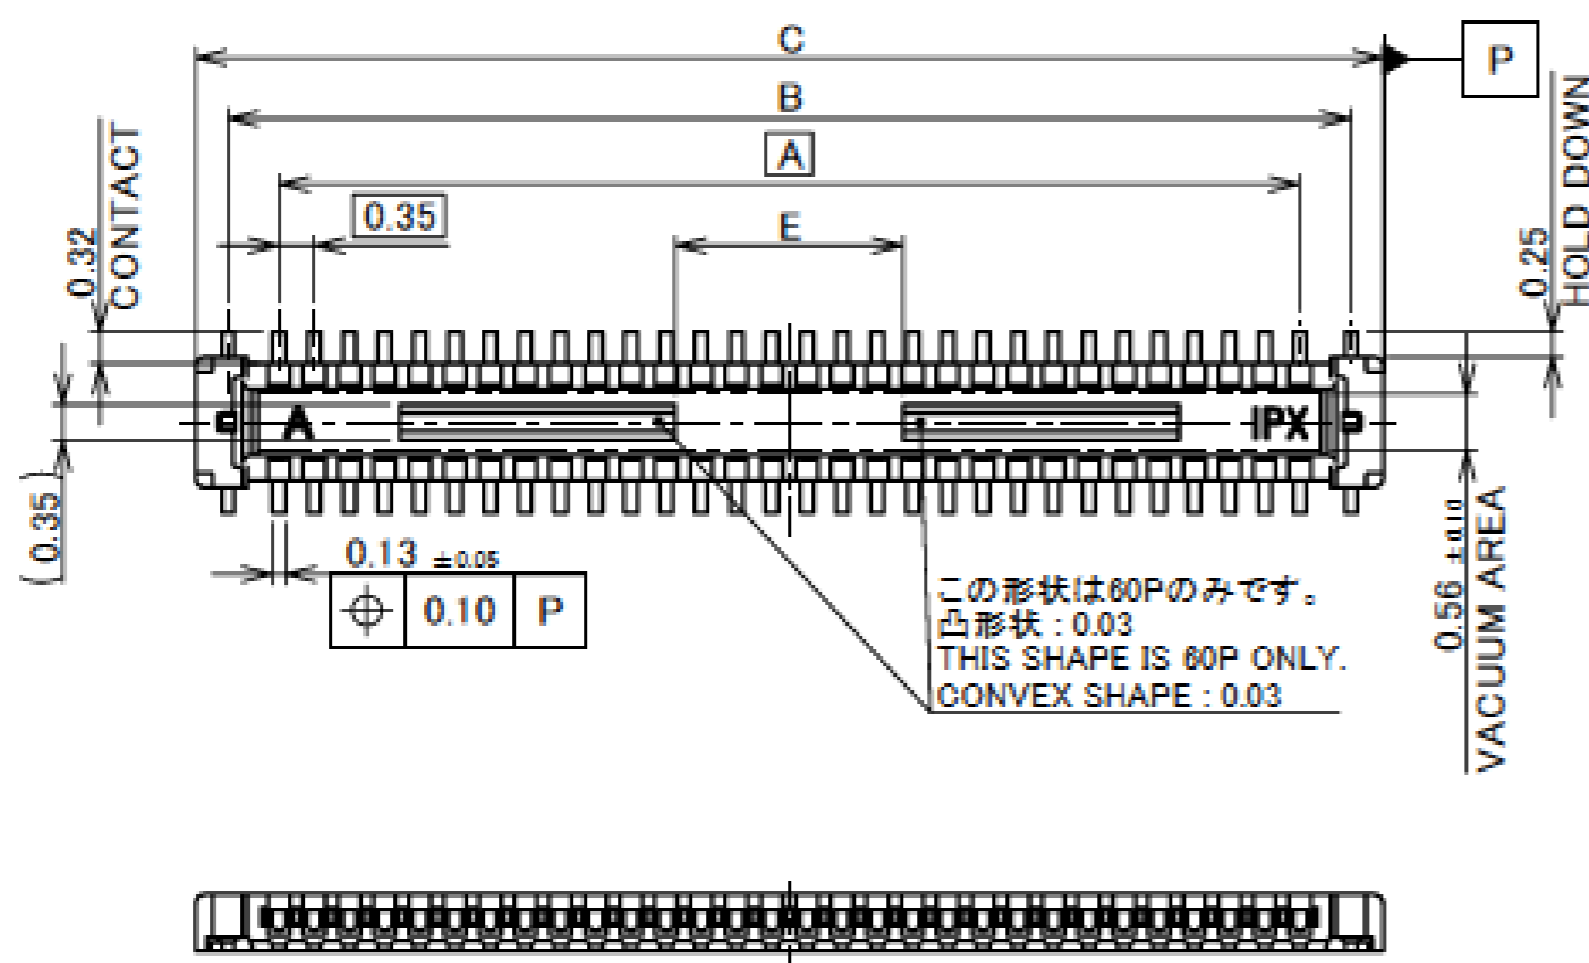 C
P
B
A
0.35
E
0.32
CONTACT
0.25
HOLD DOWN
A
IPX
(0.35)
0.13 ±0.05
0.10 P
この形状は60Pのみです。
凸形状 : 0.03
THIS SHAPE IS 60P ONLY.
CONVEX SHAPE : 0.03
0.56 ±0.10
VACUUM AREA